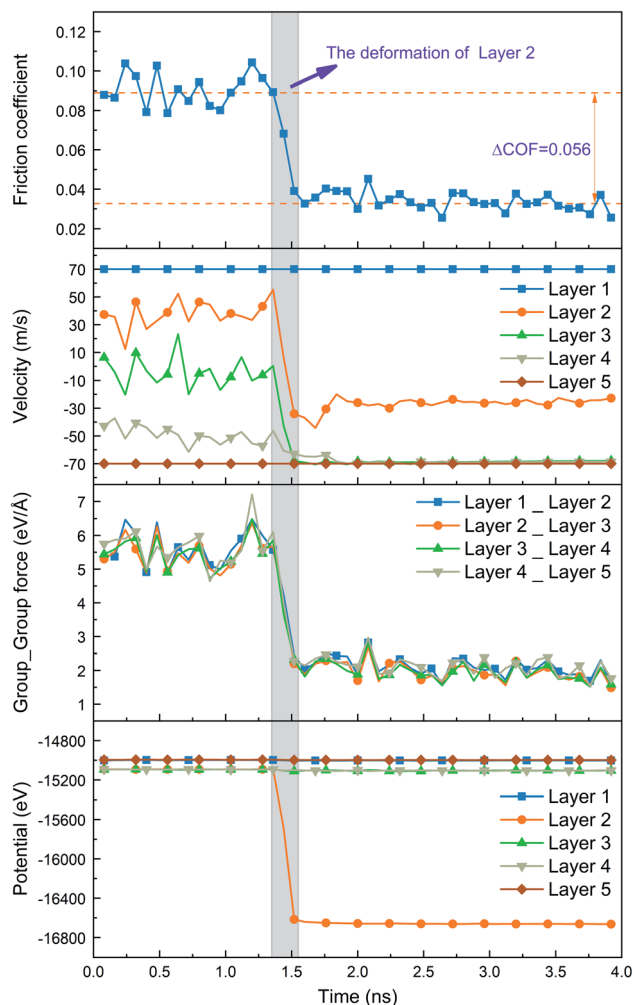 0.12
0.10
0.08
0.06
0.04
0.02
Friction coefficient
The deformation of Layer 2
ΔCOF=0.056
70
50
30
10
-10
-30
-50
-70
Velocity (m/s)
Layer 1
Layer 2
Layer 3
Layer 4
Layer 5
7
6
5
4
3
2
1
Group_Group force (eV/Å)
Layer 1 _ Layer 2
Layer 2 _ Layer 3
Layer 3 _ Layer 4
Layer 4 _ Layer 5
-14800
-15200
-15600
-16000
-16400
-16800
Potential (eV)
Layer 1
Layer 2
Layer 3
Layer 4
Layer 5
0.0 0.5 1.0 1.5 2.0 2.5 3.0 3.5 4.0
Time (ns)